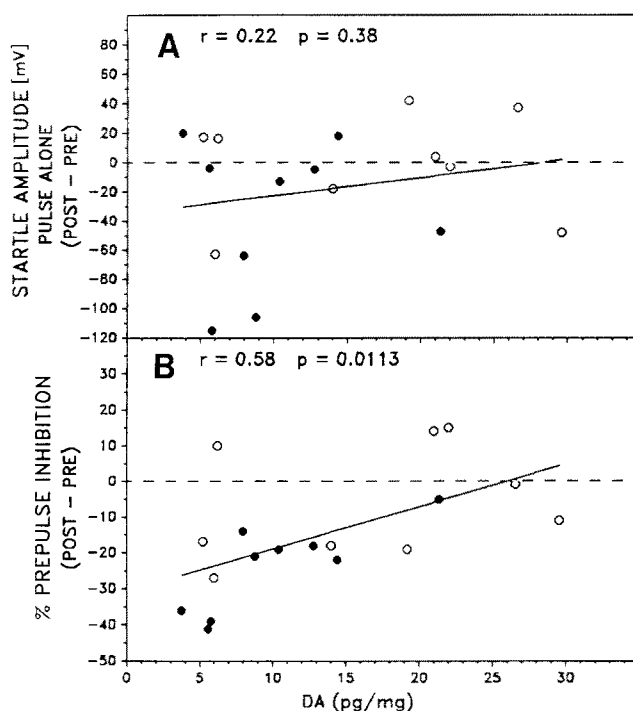 A r = 0.22 p = 0.38
STARTLE AMPLITUDE [mV]
PULSE ALONE
(POST – PRE)
80
60
40
20
0
-20
-40
-60
-80
-100
-120
B r = 0.58 p = 0.0113
% PREPULSE INHIBITION
(POST – PRE)
30
20
10
0
-10
-20
-30
-40
-50
0 5 10 15 20 25 30
DA (pg/mg)